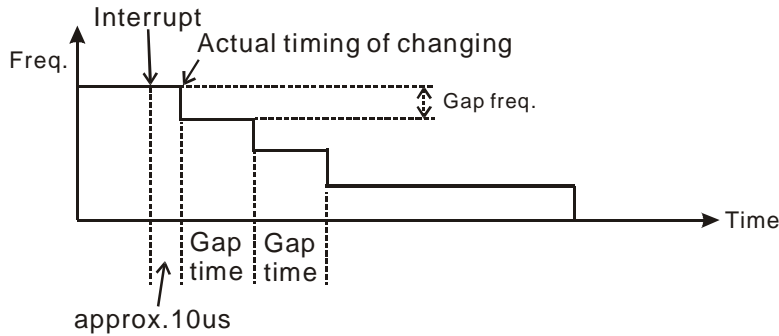 Interrupt
Actual timing of changing
Freq.
Gap freq.
Time
Gap
time
Gap
time
approx.10us